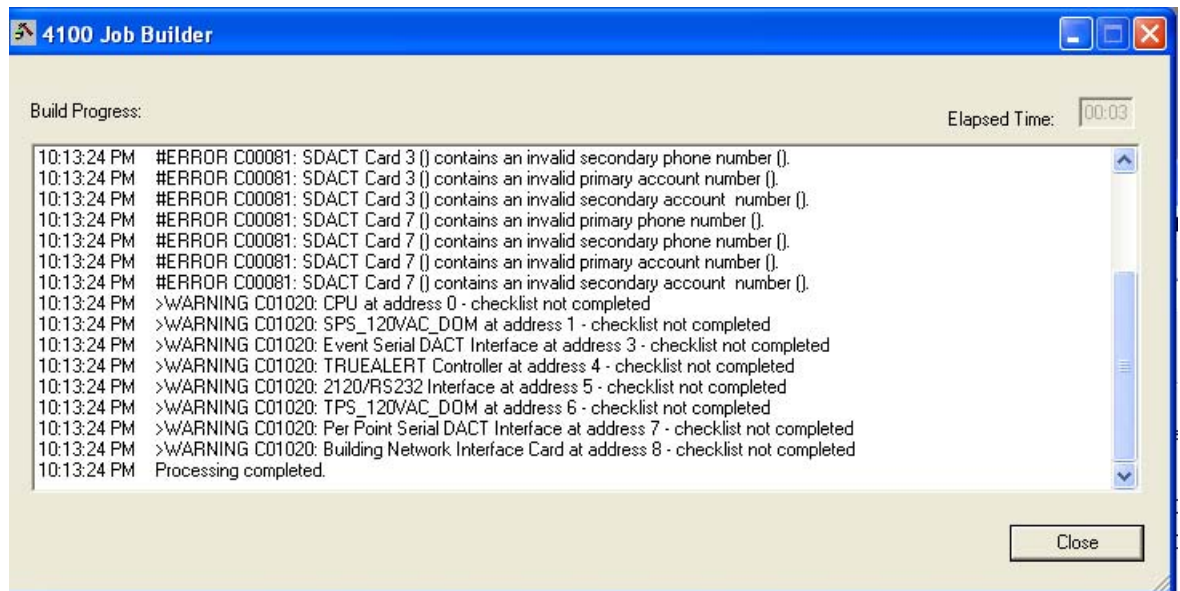 4100 Job Builder
Build Progress:
Elapsed Time: 00:03
10:13:24 PM #ERROR C00081: SDACT Card 3 () contains an invalid secondary phone number ().
10:13:24 PM #ERROR C00081: SDACT Card 3 () contains an invalid primary account number ().
10:13:24 PM #ERROR C00081: SDACT Card 3 () contains an invalid secondary account  number ().
10:13:24 PM #ERROR C00081: SDACT Card 7 () contains an invalid primary phone number ().
10:13:24 PM #ERROR C00081: SDACT Card 7 () contains an invalid secondary phone number ().
10:13:24 PM #ERROR C00081: SDACT Card 7 () contains an invalid primary account number ().
10:13:24 PM #ERROR C00081: SDACT Card 7 () contains an invalid secondary account  number ().
10:13:24 PM >WARNING C01020: CPU at address 0 - checklist not completed
10:13:24 PM >WARNING C01020: SPS_120VAC_DOM at address 1 - checklist not completed
10:13:24 PM >WARNING C01020: Event Serial DACT Interface at address 3 - checklist not completed
10:13:24 PM >WARNING C01020: TRUEALERT Controller at address 4 - checklist not completed
10:13:24 PM >WARNING C01020: 2120/RS232 Interface at address 5 - checklist not completed
10:13:24 PM >WARNING C01020: TPS_120VAC_DOM at address 6 - checklist not completed
10:13:24 PM >WARNING C01020: Per Point Serial DACT Interface at address 7 - checklist not completed
10:13:24 PM >WARNING C01020: Building Network Interface Card at address 8 - checklist not completed
10:13:24 PM Processing completed.
Close